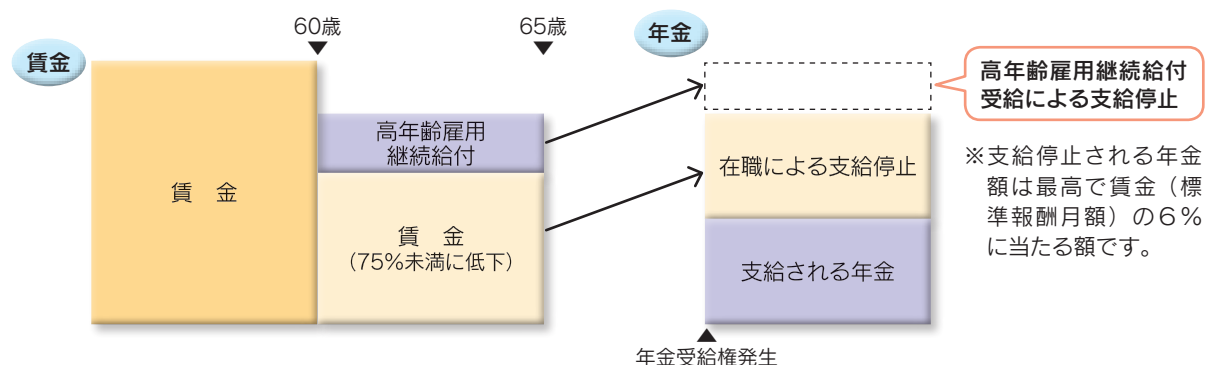 60歳
65歳
賃金
賃　金
高年齢雇用
継続給付
賃　金
（75%未満に低下）
年金
在職による支給停止
支給される年金
年金受給権発生
高年齢雇用継続給付
受給による支給停止
※支給停止される年金
額は最高で賃金（標
準報酬月額）の６％
に当たる額です。